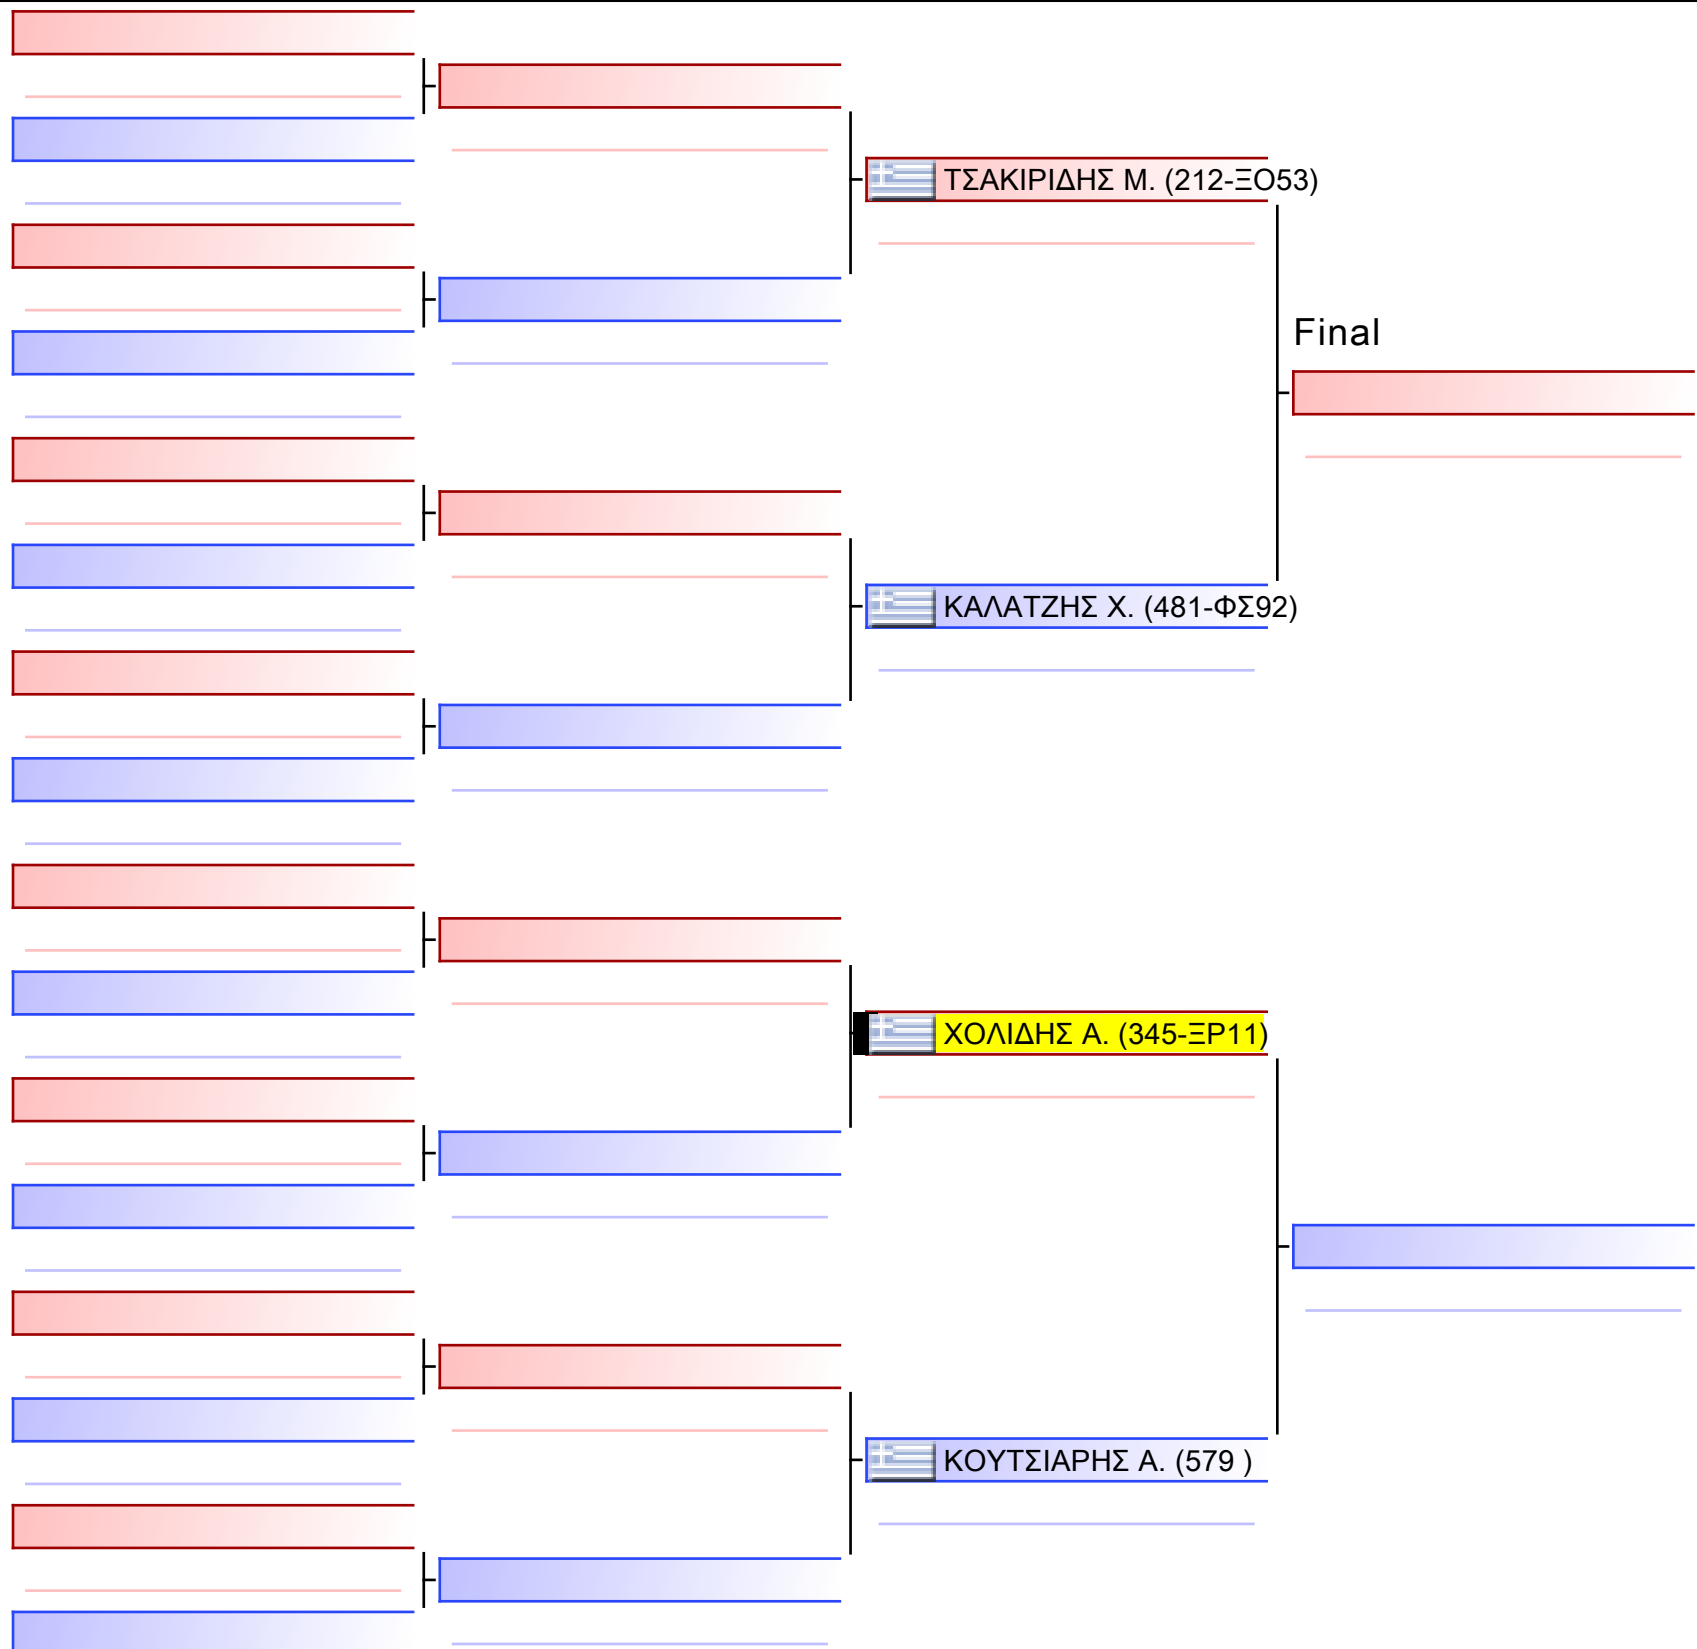 ΤΣΑΚΙΡΙΔΗΣ Μ. (212-ΞΟ53)
Final
ΚΑΛΑΤΖΗΣ Χ. (481-ΦΣ92)
ΧΟΛΙΔΗΣ Α. (345-ΞΡ11)
ΚΟΥΤΣΙΑΡΗΣ Α. (579 )